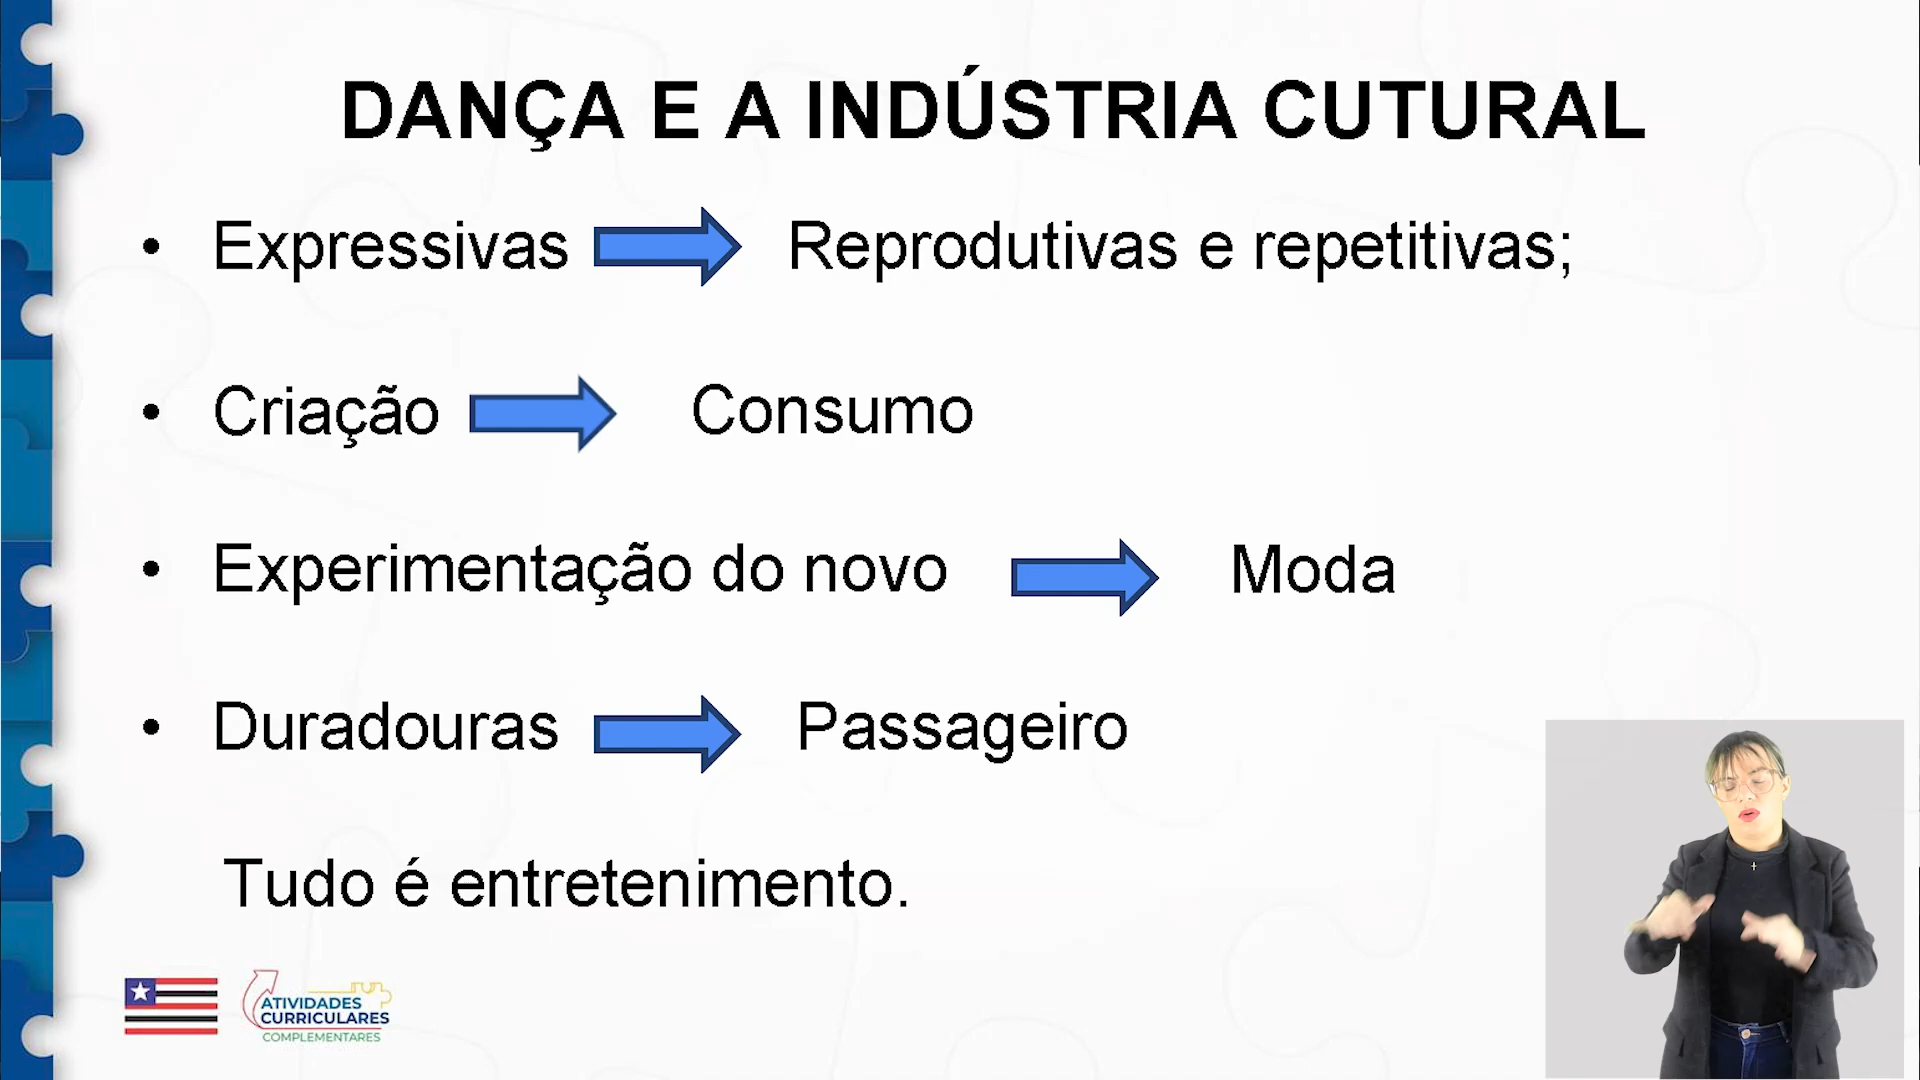 DANÇA E A INDÚSTRIA CUTURAL
• Expressivas Reprodutivas e repetitivas;
• Criação Consumo
• Experimentação do novo Moda
• Duradouras Passageiro
Tudo é entretenimento.
ATIVIDADES
CURRICULARES
COMPLEMENTARES